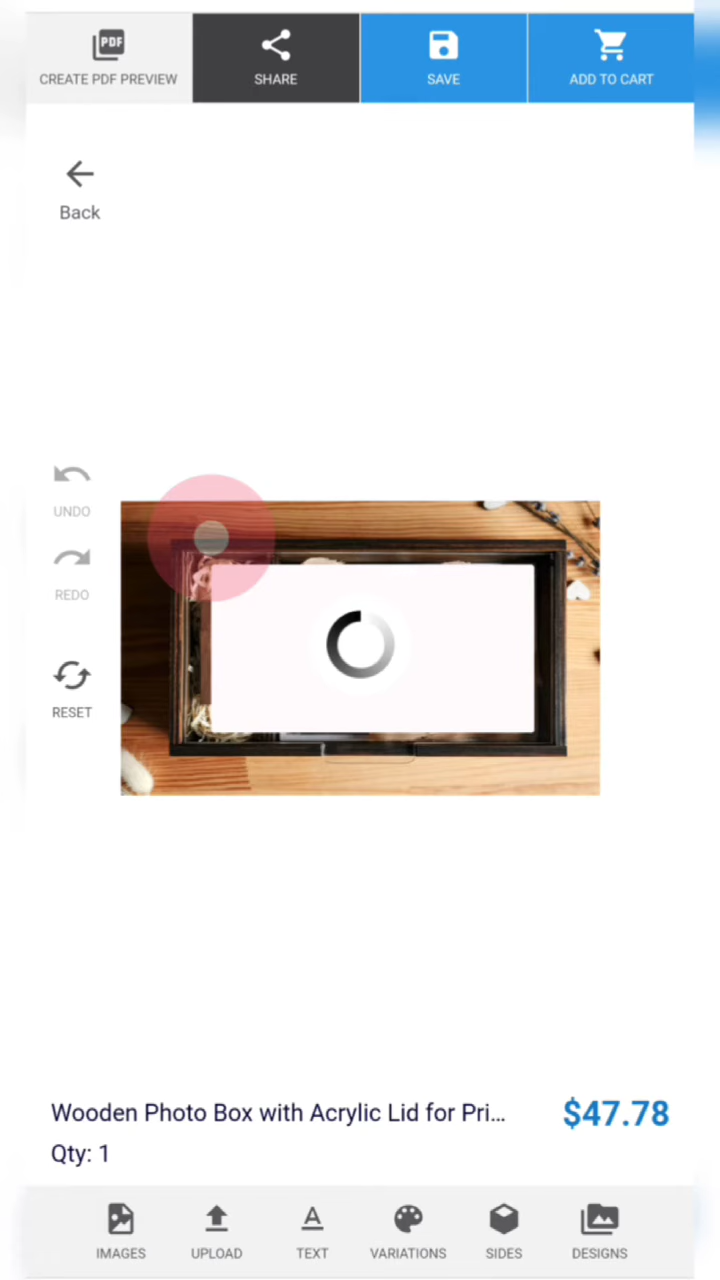 PDF
CREATE PDF PREVIEW
SHARE
SAVE
ADD TO CART
Back
UNDO
REDO
RESET
Wooden Photo Box with Acrylic Lid for Pri...
$47.78
Qty: 1
IMAGES
UPLOAD
A
TEXT
VARIATIONS
SIDES
DESIGNS